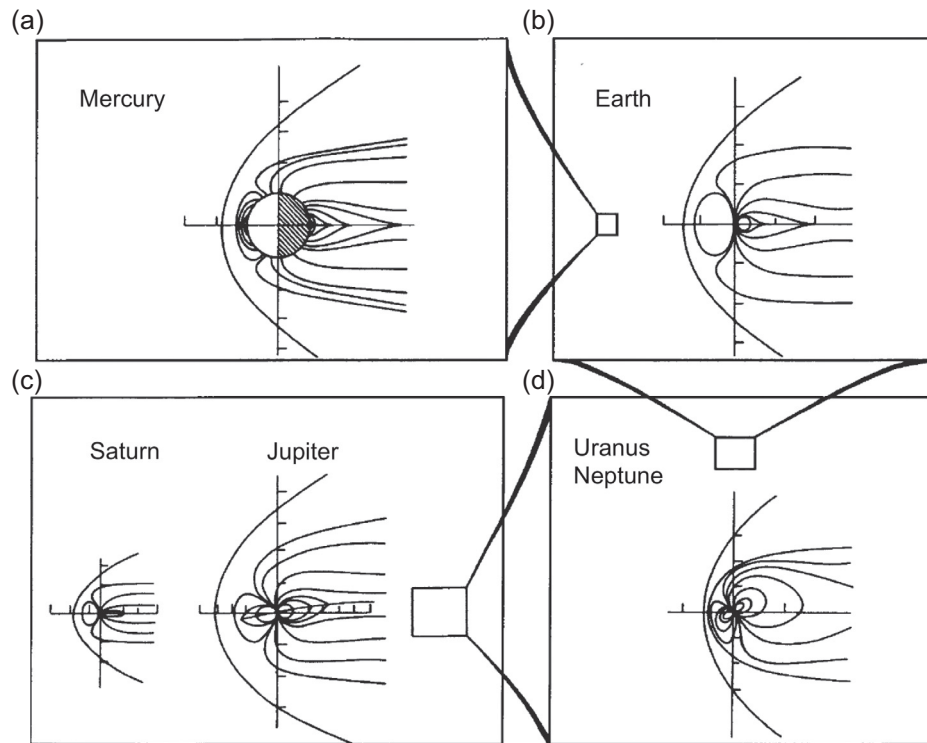 (a)
(b)
Mercury
Earth
(c)
(d)
Saturn
Jupiter
Uranus
Neptune